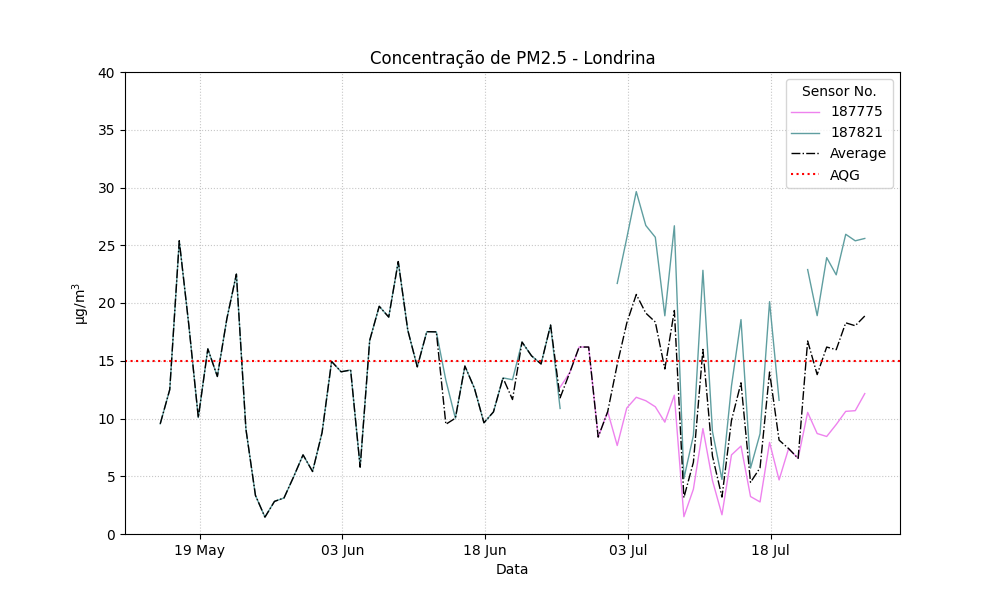 Concentração de PM2.5 - Londrina
Sensor No.
187775
187821
Average
AQG
40
35
30
25
20
15
10
5
0
µg/m³
19 May
03 Jun
18 Jun
03 Jul
18 Jul
Data